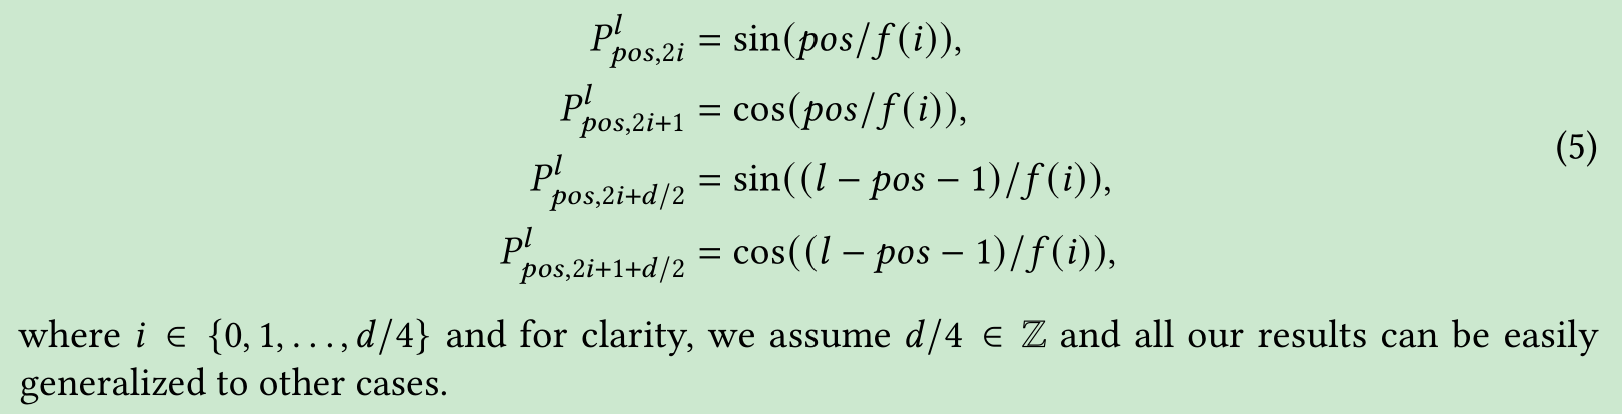 P^l_{pos,2i} = sin(pos/f(i)),
P^l_{pos,2i+1} = cos(pos/f(i)),
P^l_{pos,2i+d/2} = sin((l − pos − 1)/f(i)),
P^l_{pos,2i+1+d/2} = cos((l − pos − 1)/f(i)),
(5)
where i ∈ {0, 1, . . . , d/4} and for clarity, we assume d/4 ∈ ℤ and all our results can be easily
generalized to other cases.